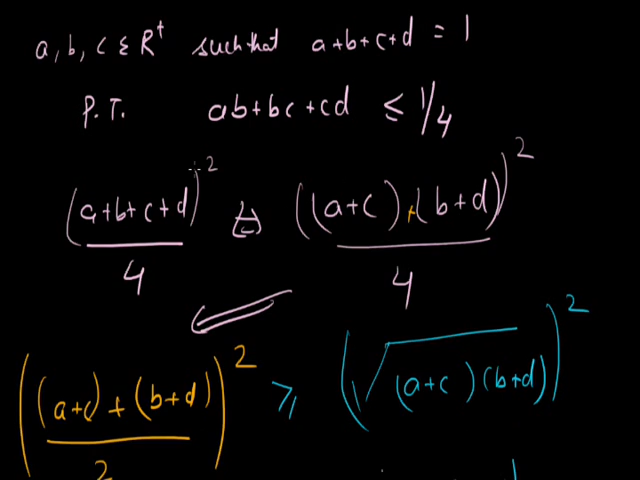 a, b, c ε R⁺ such that a+b+c+d = 1
P.T. ab+bc+cd ≤ 1/4
(a+b+c+d)²/4 = ((a+c)+(b+d))²/4
(((a+c)+(b+d))/2)² ⩾ (√(a+c)(b+d))²